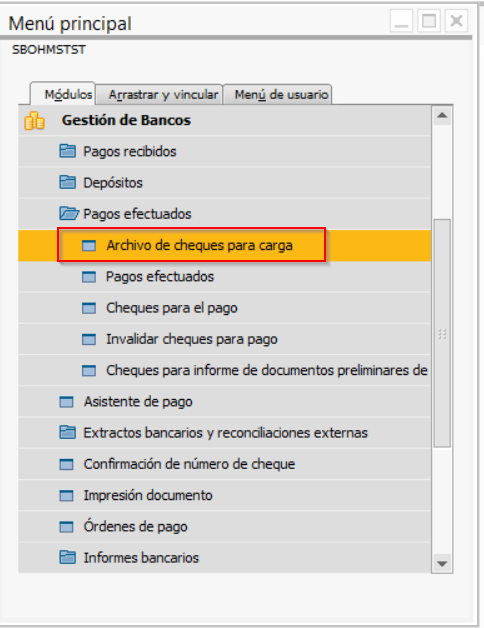 Menú principal
SBOHMSTST
Módulos Arrastrar y vincular Menú de usuario
Gestión de Bancos
Pagos recibidos
Depósitos
Pagos efectuados
Archivo de cheques para carga
Pagos efectuados
Cheques para el pago
Invalidar cheques para pago
Cheques para informe de documentos preliminares de
Asistente de pago
Extractos bancarios y reconciliaciones externas
Confirmación de número de cheque
Impresión documento
Órdenes de pago
Informes bancarios